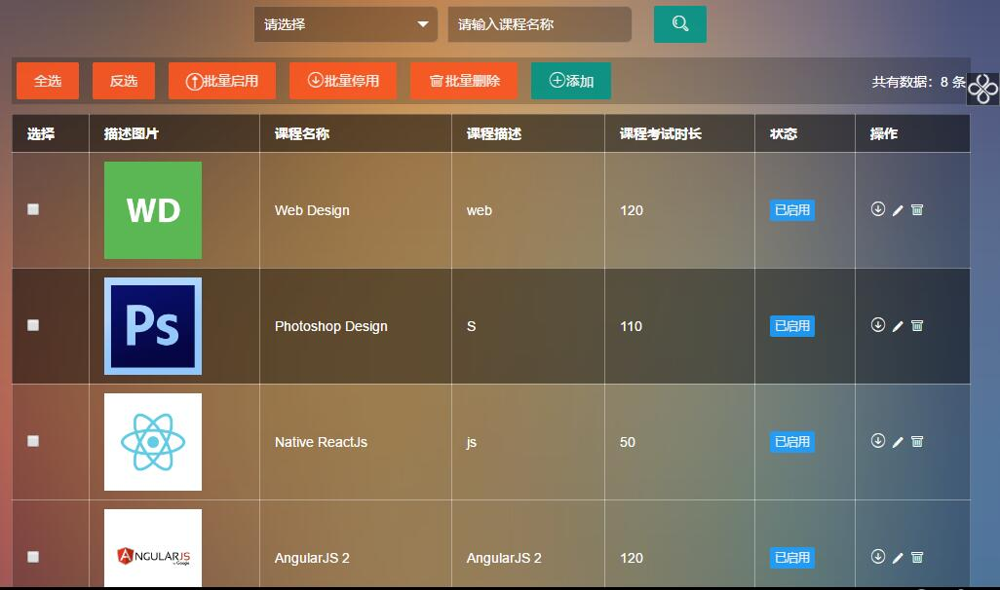 请选择 请输入课程名称
全选 反选 批量启用 批量停用 批量删除 添加 共有数据：8 条
选择 描述图片 课程名称 课程描述 课程考试时长 状态 操作
WD Web Design web 120 已启用
Ps Photoshop Design S 110 已启用
Native ReactJs js 50 已启用
ANGULARJS by Google AngularJS 2 AngularJS 2 120 已启用